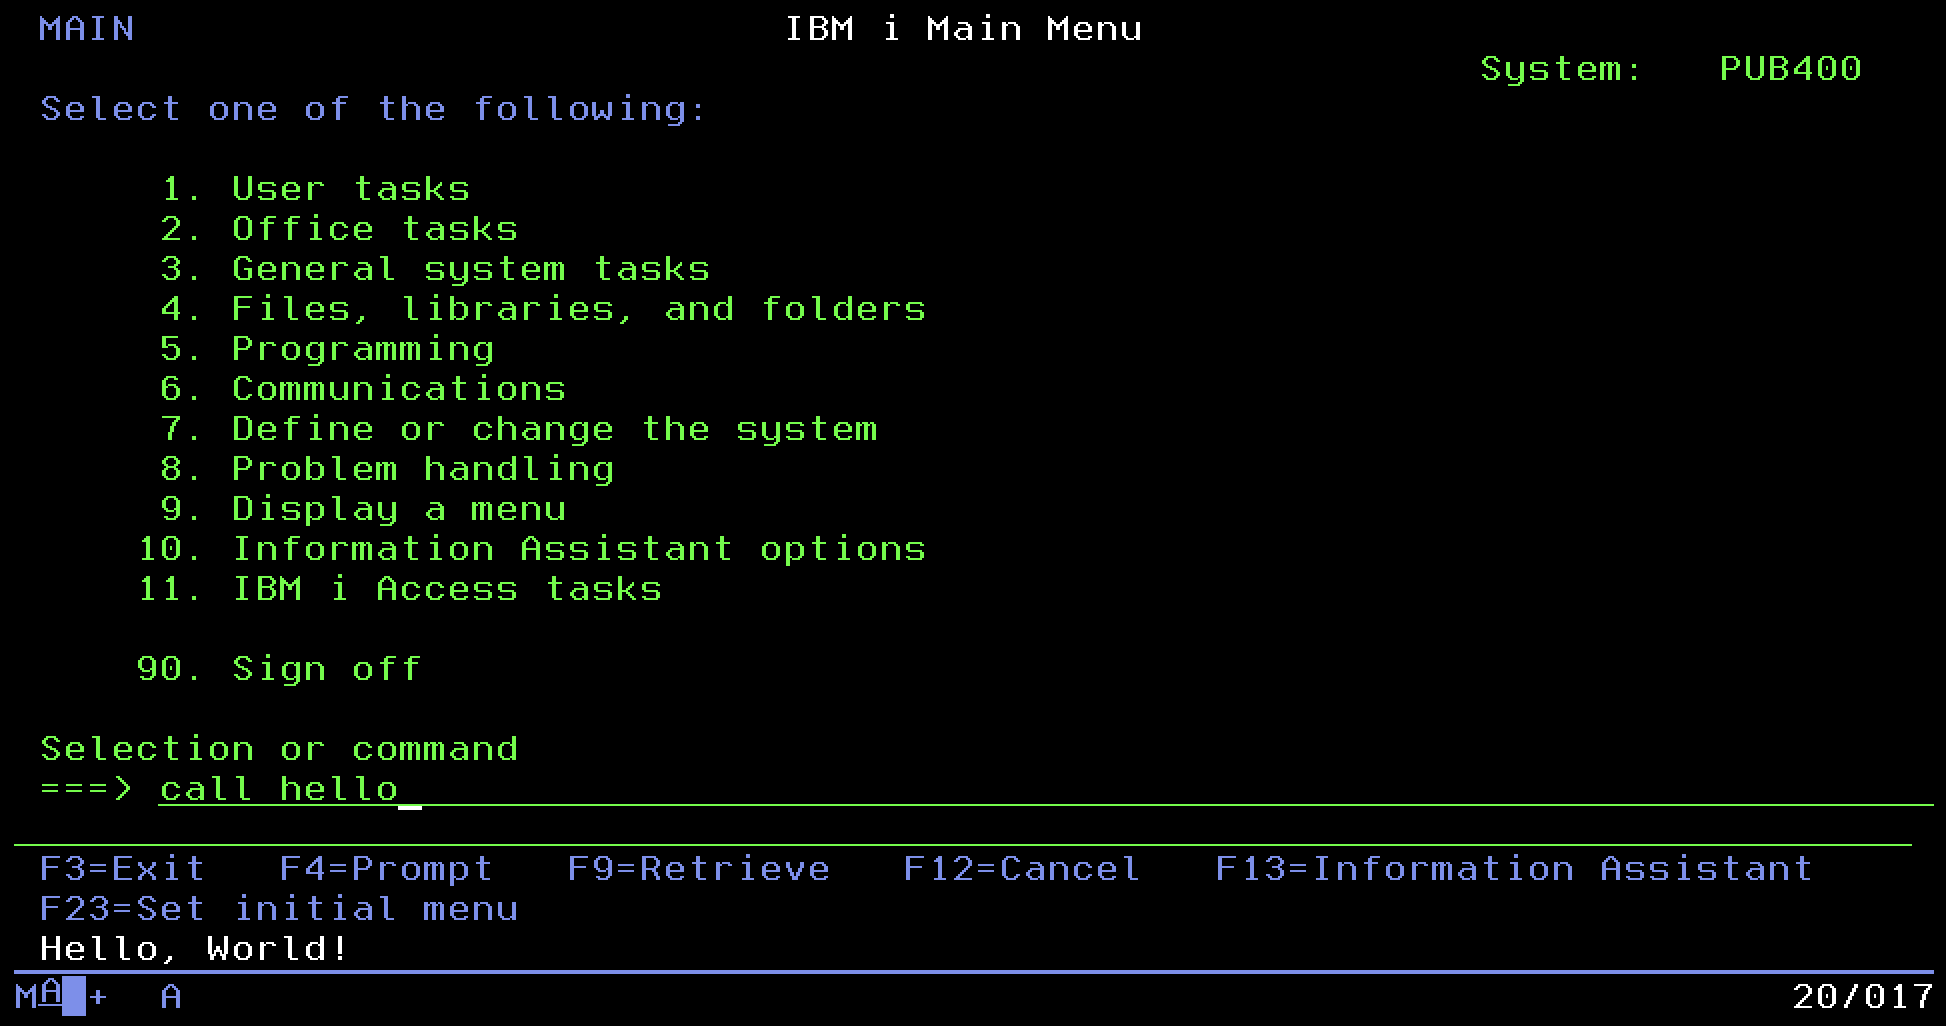 MAIN IBM i Main Menu
System: PUB400
Select one of the following:
1. User tasks
2. Office tasks
3. General system tasks
4. Files, libraries, and folders
5. Programming
6. Communications
7. Define or change the system
8. Problem handling
9. Display a menu
10. Information Assistant options
11. IBM i Access tasks
90. Sign off
Selection or command
===> call hello
F3=Exit F4=Prompt F9=Retrieve F12=Cancel F13=Information Assistant
F23=Set initial menu
Hello, World!
MA + A 20/017